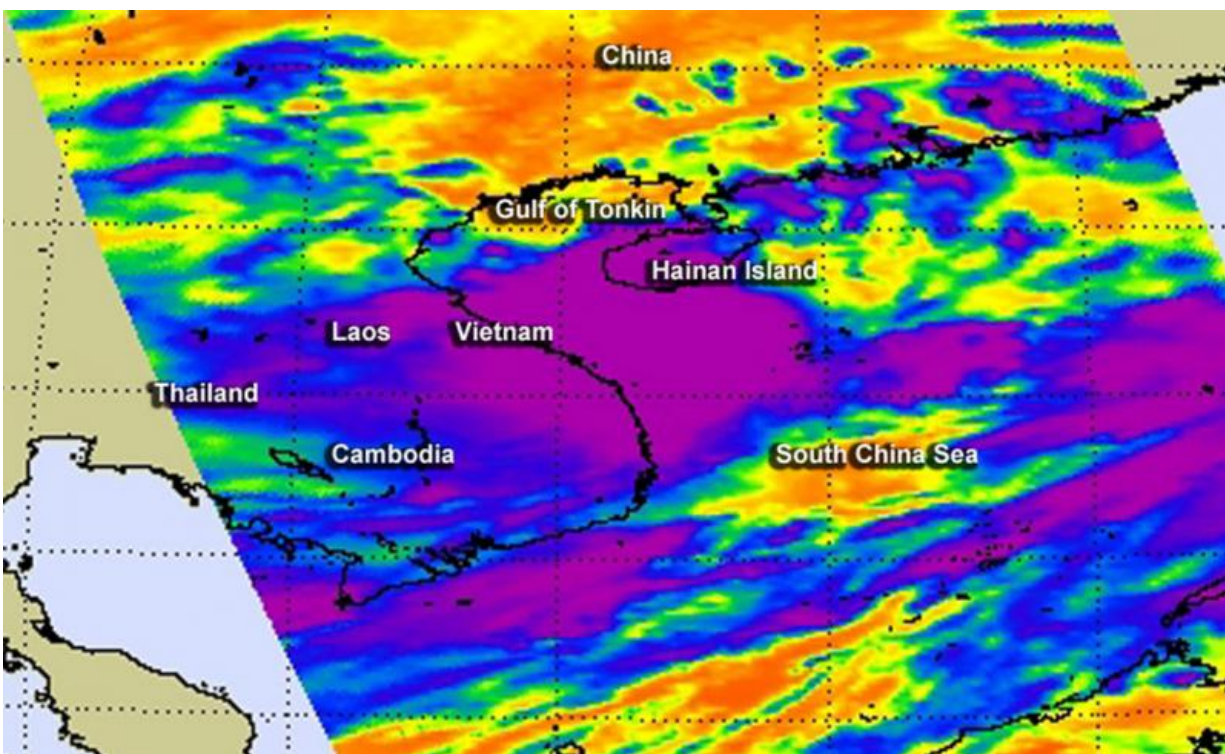 China
Gulf of Tonkin
Hainan Island
Laos
Vietnam
Thailand
Cambodia
South China Sea